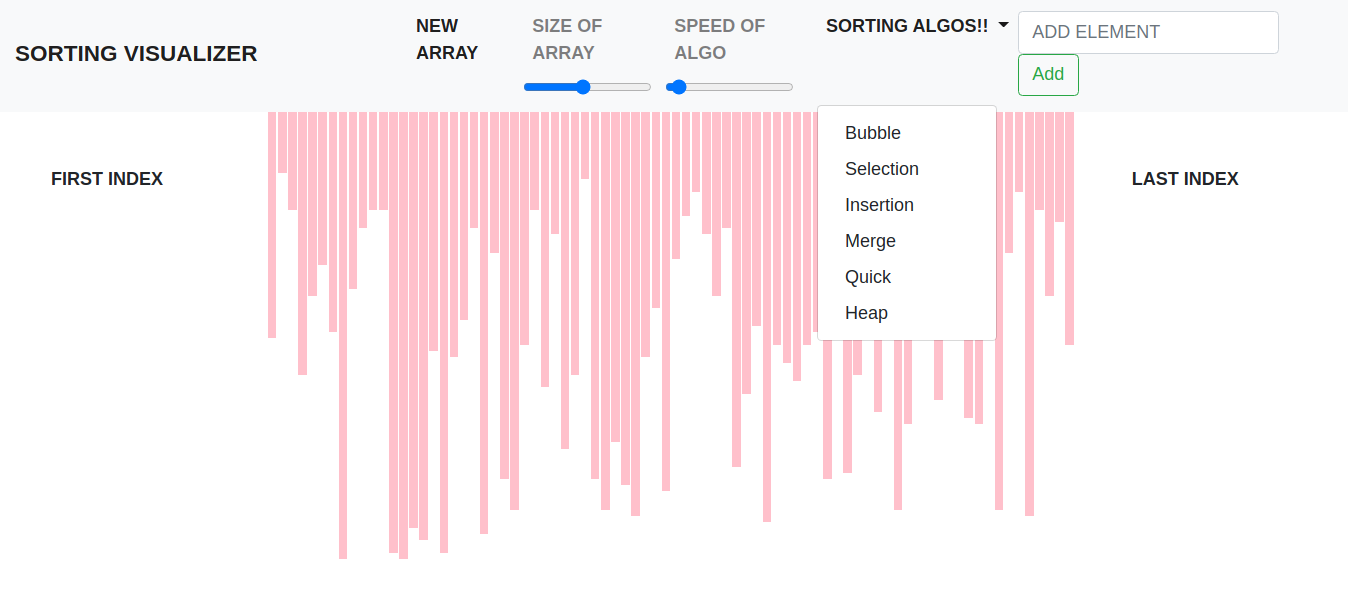 SORTING VISUALIZER
NEW
ARRAY
SIZE OF
ARRAY
SPEED OF
ALGO
SORTING ALGOS!!
ADD ELEMENT
Add
FIRST INDEX
Bubble
Selection
Insertion
Merge
Quick
Heap
LAST INDEX